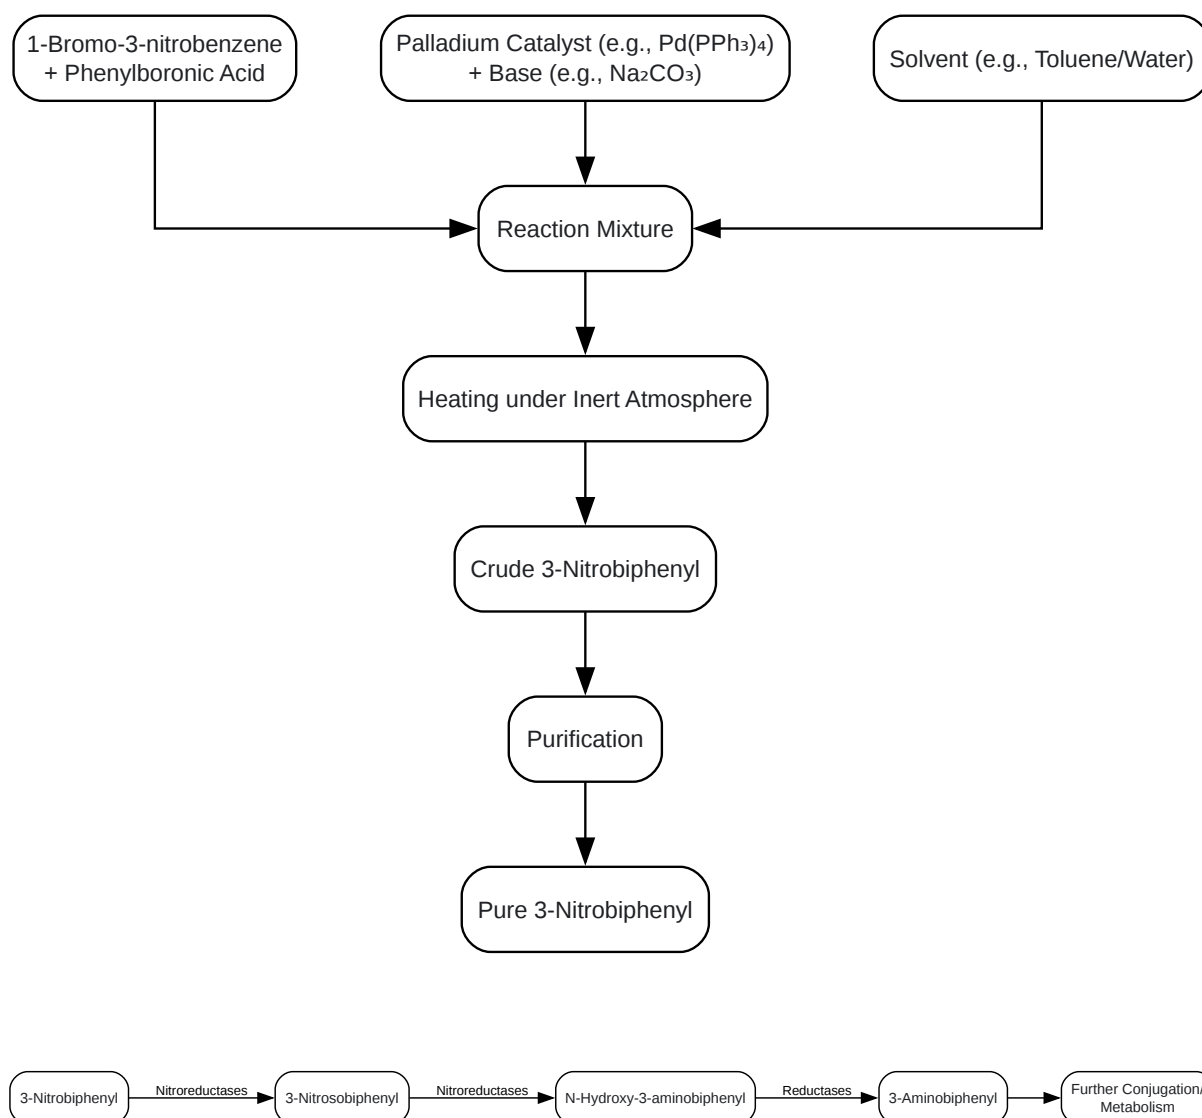 1-Bromo-3-nitrobenzene
+ Phenylboronic Acid
Palladium Catalyst (e.g., Pd(PPh₃)₄)
+ Base (e.g., Na₂CO₃)
Solvent (e.g., Toluene/Water)
Reaction Mixture
Heating under Inert Atmosphere
Crude 3-Nitrobiphenyl
Purification
Pure 3-Nitrobiphenyl
3-Nitrobiphenyl
Nitroreductases
3-Nitrosobiphenyl
Nitroreductases
N-Hydroxy-3-aminobiphenyl
Reductases
3-Aminobiphenyl
Further Conjugation/
Metabolism